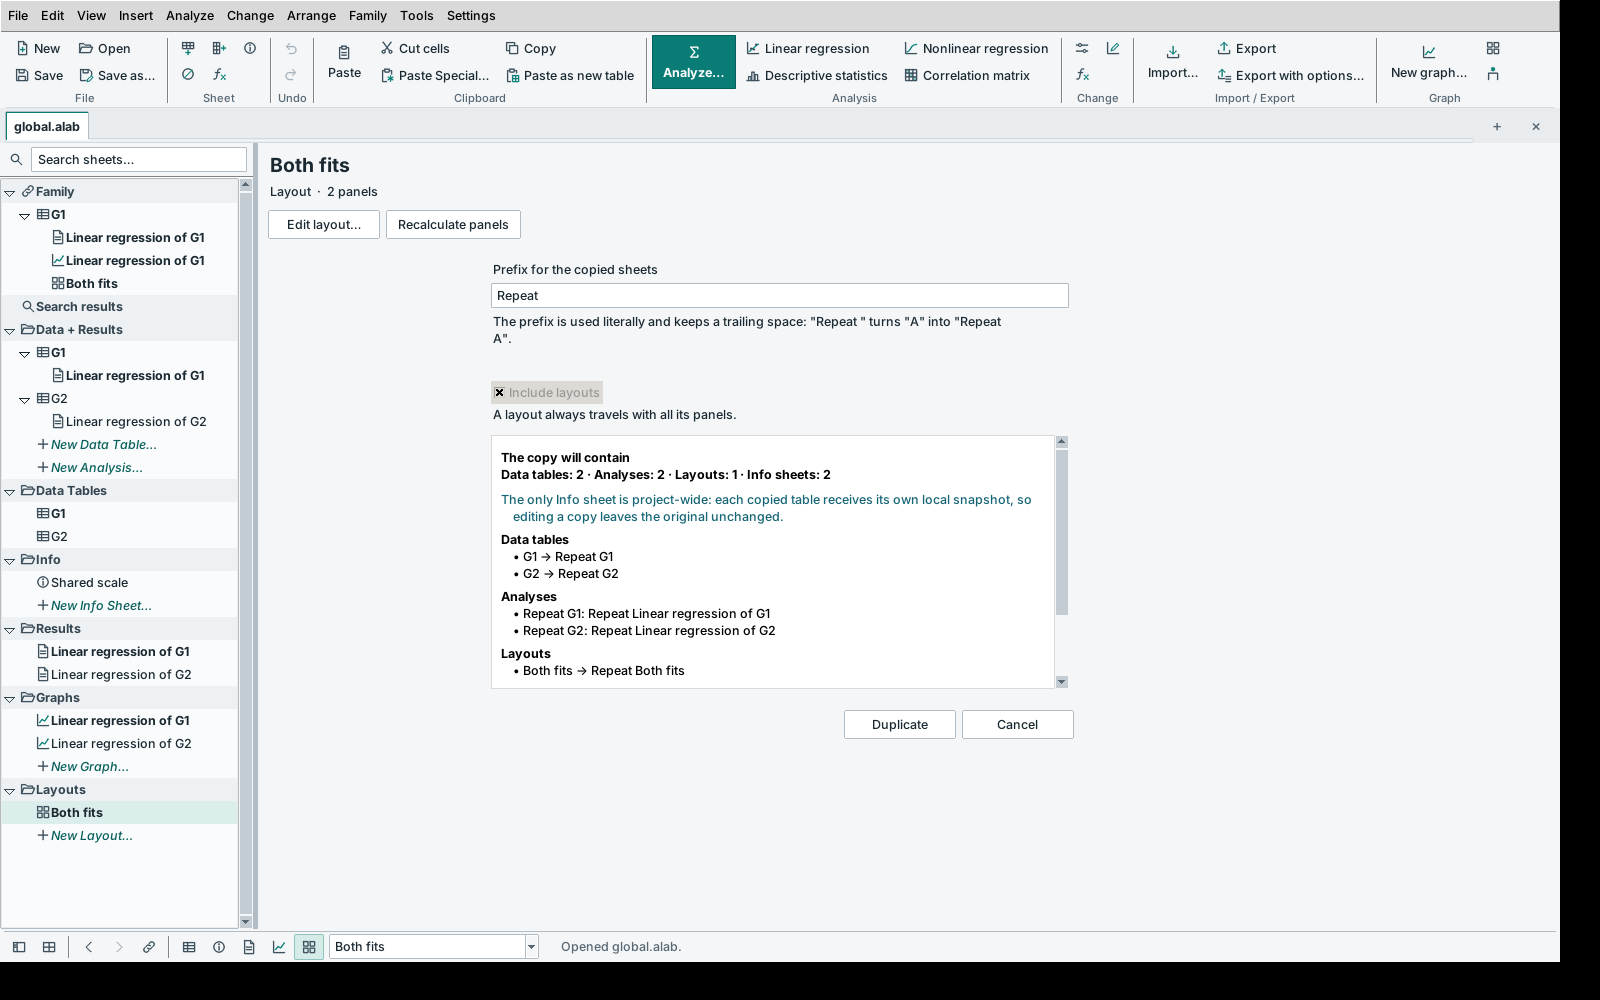 File Edit View Insert Analyze Change Arrange Family Tools Settings
New Open Cut cells Copy Linear regression Nonlinear regression Export
Save Save as... Paste Paste Special... Paste as new table Analyze... Descriptive statistics Correlation matrix Import... Export with options... New graph...
File Sheet Undo Clipboard Analysis Change Import / Export Graph
global.alab
Search sheets...
Family
G1
Linear regression of G1
Linear regression of G1
Both fits
Search results
Data + Results
G1
Linear regression of G1
G2
Linear regression of G2
New Data Table...
New Analysis...
Data Tables
G1
G2
Info
Shared scale
New Info Sheet...
Results
Linear regression of G1
Linear regression of G2
Graphs
Linear regression of G1
Linear regression of G2
New Graph...
Layouts
Both fits
New Layout...
Both fits
Layout · 2 panels
Edit layout... Recalculate panels
Prefix for the copied sheets
Repeat
The prefix is used literally and keeps a trailing space: "Repeat " turns "A" into "Repeat
A".
Include layouts
A layout always travels with all its panels.
The copy will contain
Data tables: 2 · Analyses: 2 · Layouts: 1 · Info sheets: 2
The only Info sheet is project-wide: each copied table receives its own local snapshot, so
editing a copy leaves the original unchanged.
Data tables
• G1 → Repeat G1
• G2 → Repeat G2
Analyses
• Repeat G1: Repeat Linear regression of G1
• Repeat G2: Repeat Linear regression of G2
Layouts
• Both fits → Repeat Both fits
Duplicate Cancel
Both fits Opened global.alab.